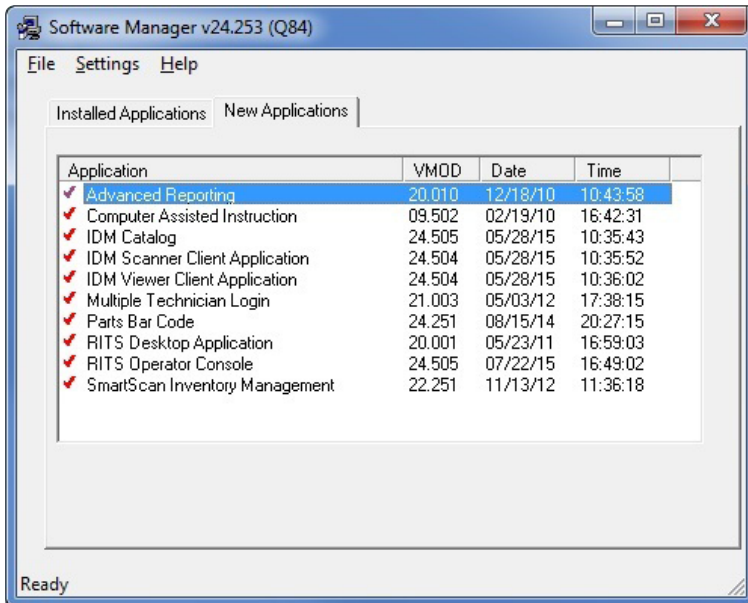 Software Manager v24.253 (Q84)
File Settings Help
Installed Applications New Applications
Application VMOD Date Time
Advanced Reporting 20.010 12/18/10 10:43:58
Computer Assisted Instruction 09.502 02/19/10 16:42:31
IDM Catalog 24.505 05/28/15 10:35:43
IDM Scanner Client Application 24.504 05/28/15 10:35:52
IDM Viewer Client Application 24.504 05/28/15 10:36:02
Multiple Technician Login 21.003 05/03/12 17:38:15
Parts Bar Code 24.251 08/15/14 20:27:15
RITS Desktop Application 20.001 05/23/11 16:59:03
RITS Operator Console 24.505 07/22/15 16:49:02
SmartScan Inventory Management 22.251 11/13/12 11:36:18
Ready